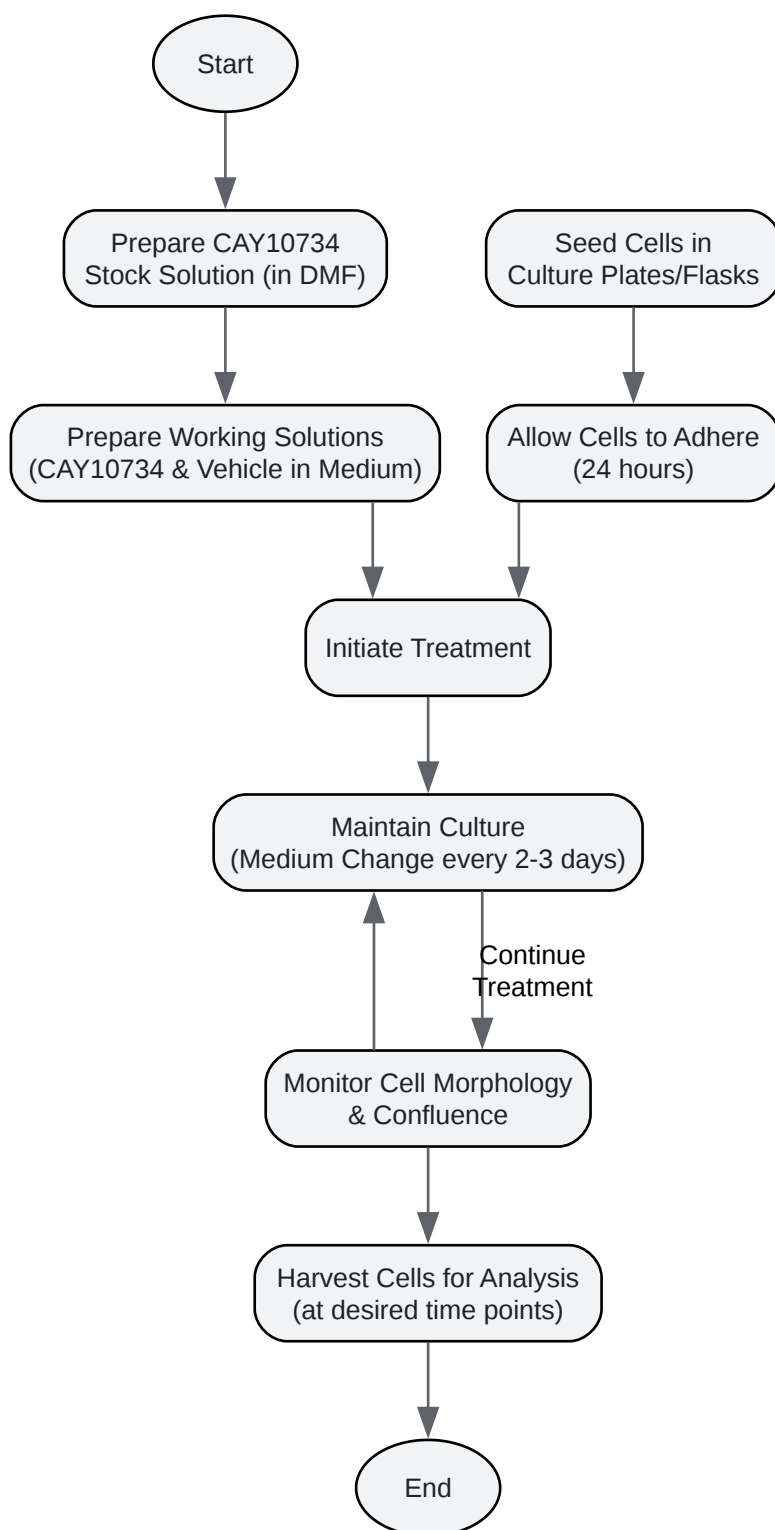 Start
Prepare CAY10734
Stock Solution (in DMF)
Seed Cells in
Culture Plates/Flasks
Prepare Working Solutions
(CAY10734 & Vehicle in Medium)
Allow Cells to Adhere
(24 hours)
Initiate Treatment
Maintain Culture
(Medium Change every 2-3 days)
Continue
Treatment
Monitor Cell Morphology
& Confluence
Harvest Cells for Analysis
(at desired time points)
End